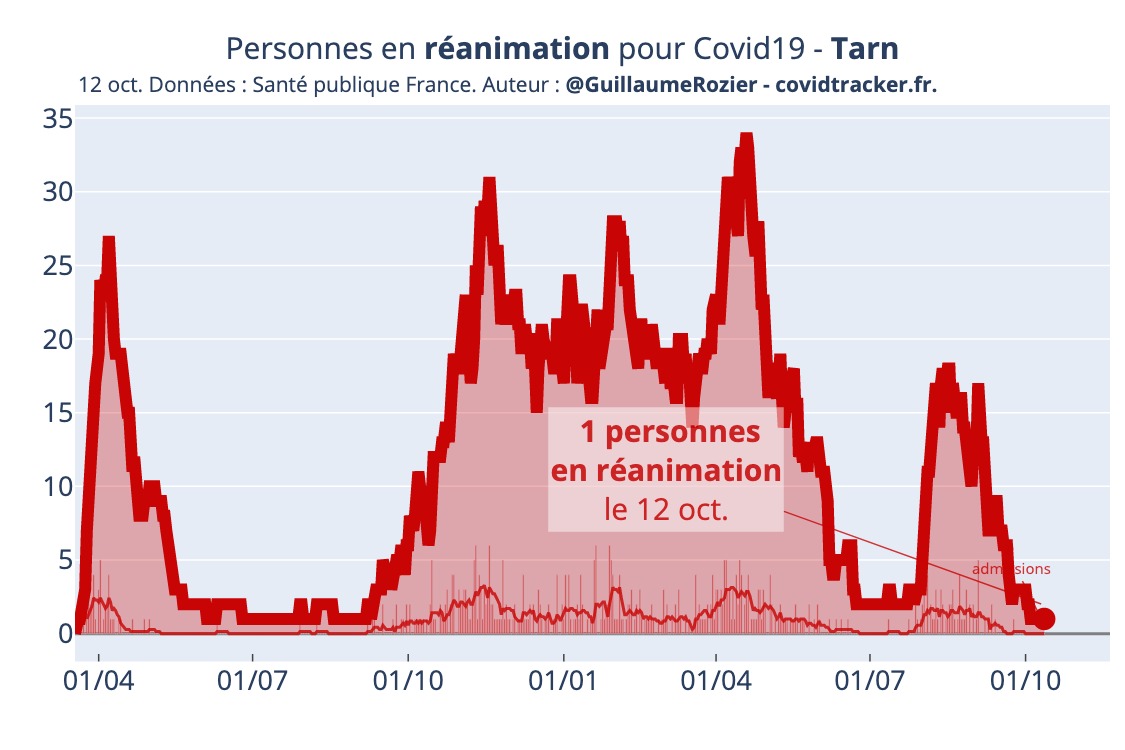 Personnes en réanimation pour Covid19 - Tarn
12 oct. Données : Santé publique France. Auteur : @GuillaumeRozier - covidtracker.fr.
35
30
25
20
15
10
5
0
1 personnes
en réanimation
le 12 oct.
admissions
01/04
01/07
01/10
01/01
01/04
01/07
01/10